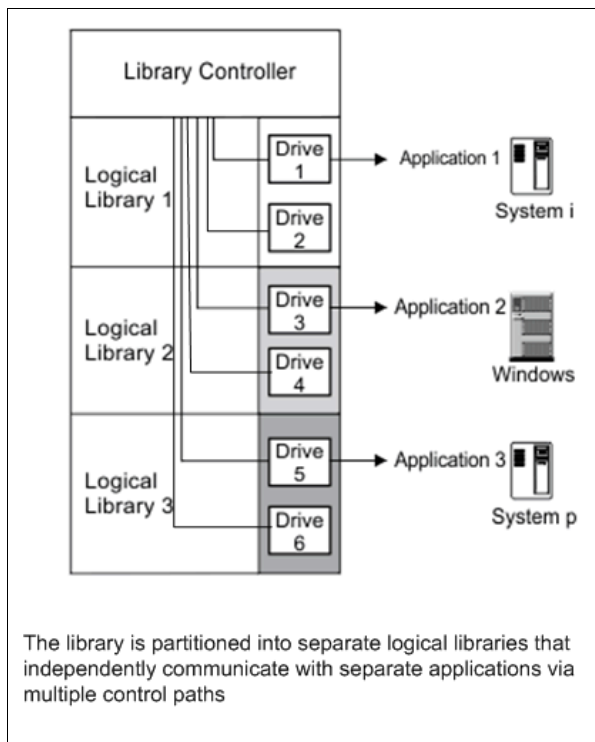 Library Controller
Logical
Library 1
Drive
1
Application 1
System i
Drive
2
Logical
Library 2
Drive
3
Application 2
Windows
Drive
4
Logical
Library 3
Drive
5
Application 3
System p
Drive
6
The library is partitioned into separate logical libraries that
independently communicate with separate applications via
multiple control paths